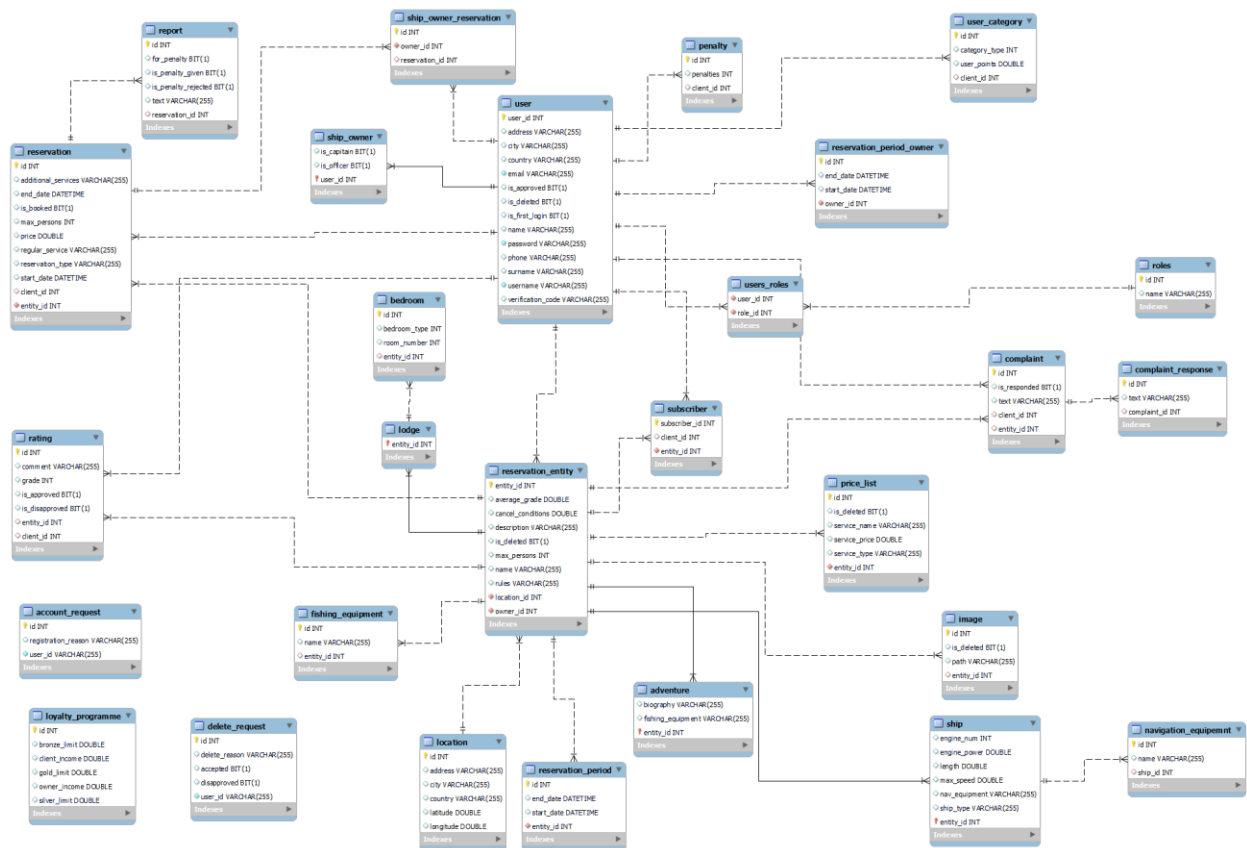 report
id INT
for_penalty BIT(1)
is_penalty_given BIT(1)
is_penalty_rejected BIT(1)
text VARCHAR(255)
reservation_id INT
Indexes
ship_owner_reservation
id INT
owner_id INT
reservation_id INT
Indexes
penalty
id INT
penalties INT
client_id INT
Indexes
user_category
id INT
category_type INT
user_points DOUBLE
client_id INT
Indexes
user
user_id INT
address VARCHAR(255)
city VARCHAR(255)
country VARCHAR(255)
email VARCHAR(255)
is_approved BIT(1)
is_deleted BIT(1)
is_first_login BIT(1)
name VARCHAR(255)
password VARCHAR(255)
phone VARCHAR(255)
surname VARCHAR(255)
username VARCHAR(255)
verification_code VARCHAR(255)
Indexes
ship_owner
is_capitain BIT(1)
is_officer BIT(1)
user_id INT
Indexes
reservation
id INT
additional_services VARCHAR(255)
end_date DATETIME
is_booked BIT(1)
max_persons INT
price DOUBLE
regular_service VARCHAR(255)
reservation_type VARCHAR(255)
start_date DATETIME
client_id INT
entity_id INT
Indexes
reservation_period_owner
id INT
end_date DATETIME
start_date DATETIME
owner_id INT
Indexes
roles
id INT
name VARCHAR(255)
Indexes
users_roles
user_id INT
role_id INT
Indexes
bedroom
id INT
bedroom_type INT
room_number INT
entity_id INT
Indexes
complaint
id INT
is_responded BIT(1)
text VARCHAR(255)
client_id INT
entity_id INT
Indexes
complaint_response
id INT
text VARCHAR(255)
complaint_id INT
Indexes
subscriber
subscriber_id INT
client_id INT
entity_id INT
Indexes
lodge
entity_id INT
Indexes
rating
id INT
comment VARCHAR(255)
grade INT
is_approved BIT(1)
is_disapproved BIT(1)
entity_id INT
client_id INT
Indexes
reservation_entity
entity_id INT
average_grade DOUBLE
cancel_conditions DOUBLE
description VARCHAR(255)
is_deleted BIT(1)
max_persons INT
name VARCHAR(255)
rules VARCHAR(255)
location_id INT
owner_id INT
Indexes
price_list
id INT
is_deleted BIT(1)
service_name VARCHAR(255)
service_price DOUBLE
service_type VARCHAR(255)
entity_id INT
Indexes
account_request
id INT
registration_reason VARCHAR(255)
user_id VARCHAR(255)
Indexes
fishing_equipment
id INT
name VARCHAR(255)
entity_id INT
Indexes
image
id INT
is_deleted BIT(1)
path VARCHAR(255)
entity_id INT
Indexes
adventure
biography VARCHAR(255)
fishing_equipment VARCHAR(255)
entity_id INT
Indexes
loyalty_programme
id INT
bronze_limit DOUBLE
client_income DOUBLE
gold_limit DOUBLE
owner_income DOUBLE
silver_limit DOUBLE
Indexes
delete_request
id INT
delete_reason VARCHAR(255)
accepted BIT(1)
disapproved BIT(1)
user_id VARCHAR(255)
Indexes
location
id INT
address VARCHAR(255)
city VARCHAR(255)
country VARCHAR(255)
latitude DOUBLE
longitude DOUBLE
Indexes
reservation_period
id INT
end_date DATETIME
start_date DATETIME
entity_id INT
Indexes
ship
engine_num INT
engine_power DOUBLE
length DOUBLE
max_speed DOUBLE
nav_equipment VARCHAR(255)
ship_type VARCHAR(255)
entity_id INT
Indexes
navigation_equipemnt
id INT
name VARCHAR(255)
ship_id INT
Indexes